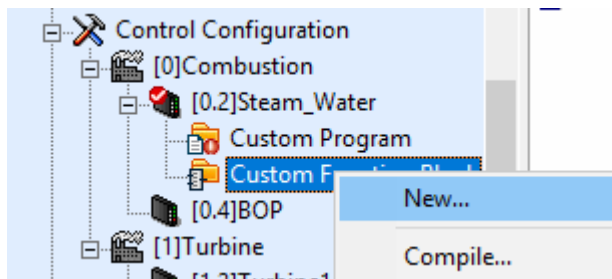 Control Configuration
[0]Combustion
[0.2]Steam_Water
Custom Program
Custom
New...
[0.4]BOP
[1]Turbine
Compile...